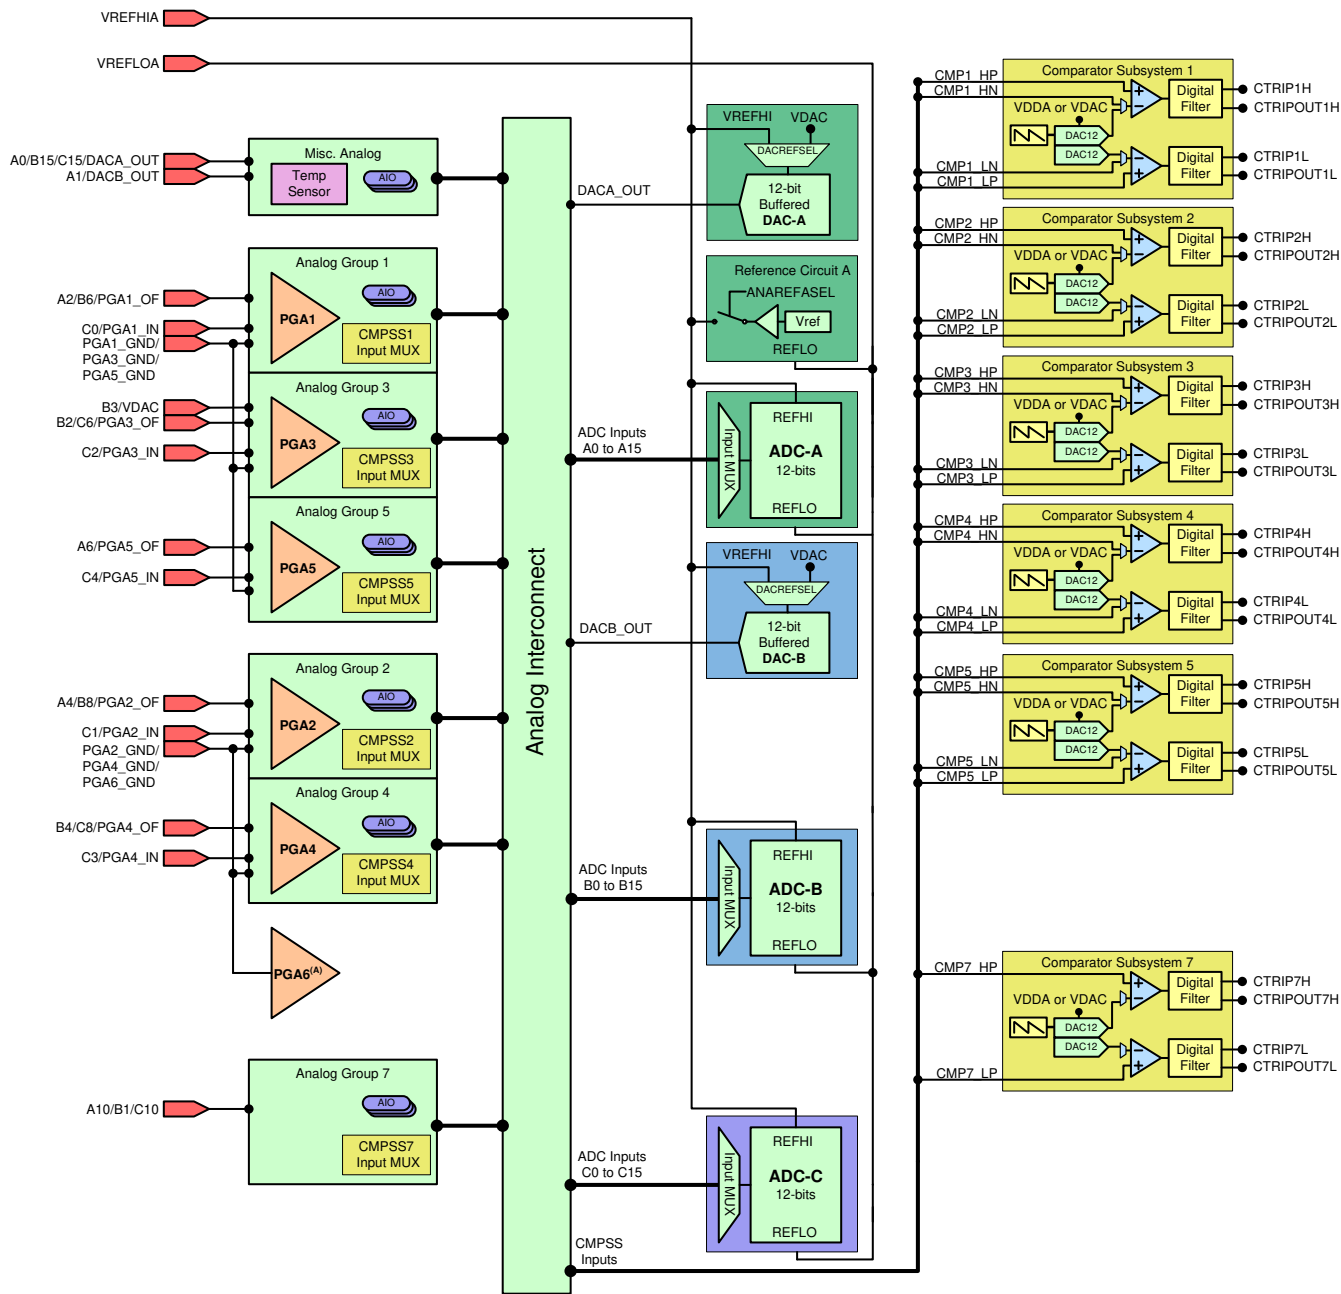 VREFHIA
VREFLOA
A0/B15/C15/DACA_OUT
A1/DACB_OUT
Misc. Analog
Temp
Sensor
AIO
Analog Group 1
A2/B6/PGA1_OF
C0/PGA1_IN
PGA1_GND/
PGA3_GND/
PGA5_GND
PGA1
AIO
CMPSS1
Input MUX
Analog Group 3
B3/VDAC
B2/C6/PGA3_OF
C2/PGA3_IN
PGA3
AIO
CMPSS3
Input MUX
Analog Group 5
A6/PGA5_OF
C4/PGA5_IN
PGA5
AIO
CMPSS5
Input MUX
Analog Group 2
A4/B8/PGA2_OF
C1/PGA2_IN
PGA2_GND/
PGA4_GND/
PGA6_GND
PGA2
AIO
CMPSS2
Input MUX
Analog Group 4
B4/C8/PGA4_OF
C3/PGA4_IN
PGA4
AIO
CMPSS4
Input MUX
PGA6(A)
Analog Group 7
A10/B1/C10
AIO
CMPSS7
Input MUX
Analog Interconnect
DACA_OUT
VREFHI VDAC
DACREFSEL
12-bit
Buffered
DAC-A
Reference Circuit A
ANAREFASEL
Vref
REFLO
ADC Inputs
A0 to A15
Input MUX
REFHI
ADC-A
12-bits
REFLO
DACB_OUT
VREFHI VDAC
DACREFSEL
12-bit
Buffered
DAC-B
ADC Inputs
B0 to B15
Input MUX
REFHI
ADC-B
12-bits
REFLO
ADC Inputs
C0 to C15
Input MUX
REFHI
ADC-C
12-bits
REFLO
CMPSS
Inputs
Comparator Subsystem 1
CMP1_HP
CMP1_HN
VDDA or VDAC
DAC12
DAC12
CMP1_LN
CMP1_LP
Digital
Filter
Digital
Filter
CTRIP1H
CTRIPOUT1H
CTRIP1L
CTRIPOUT1L
Comparator Subsystem 2
CMP2_HP
CMP2_HN
VDDA or VDAC
DAC12
DAC12
CMP2_LN
CMP2_LP
Digital
Filter
Digital
Filter
CTRIP2H
CTRIPOUT2H
CTRIP2L
CTRIPOUT2L
Comparator Subsystem 3
CMP3_HP
CMP3_HN
VDDA or VDAC
DAC12
DAC12
CMP3_LN
CMP3_LP
Digital
Filter
Digital
Filter
CTRIP3H
CTRIPOUT3H
CTRIP3L
CTRIPOUT3L
Comparator Subsystem 4
CMP4_HP
CMP4_HN
VDDA or VDAC
DAC12
DAC12
CMP4_LN
CMP4_LP
Digital
Filter
Digital
Filter
CTRIP4H
CTRIPOUT4H
CTRIP4L
CTRIPOUT4L
Comparator Subsystem 5
CMP5_HP
CMP5_HN
VDDA or VDAC
DAC12
DAC12
CMP5_LN
CMP5_LP
Digital
Filter
Digital
Filter
CTRIP5H
CTRIPOUT5H
CTRIP5L
CTRIPOUT5L
Comparator Subsystem 7
CMP7_HP
VDDA or VDAC
DAC12
DAC12
CMP7_LP
Digital
Filter
Digital
Filter
CTRIP7H
CTRIPOUT7H
CTRIP7L
CTRIPOUT7L